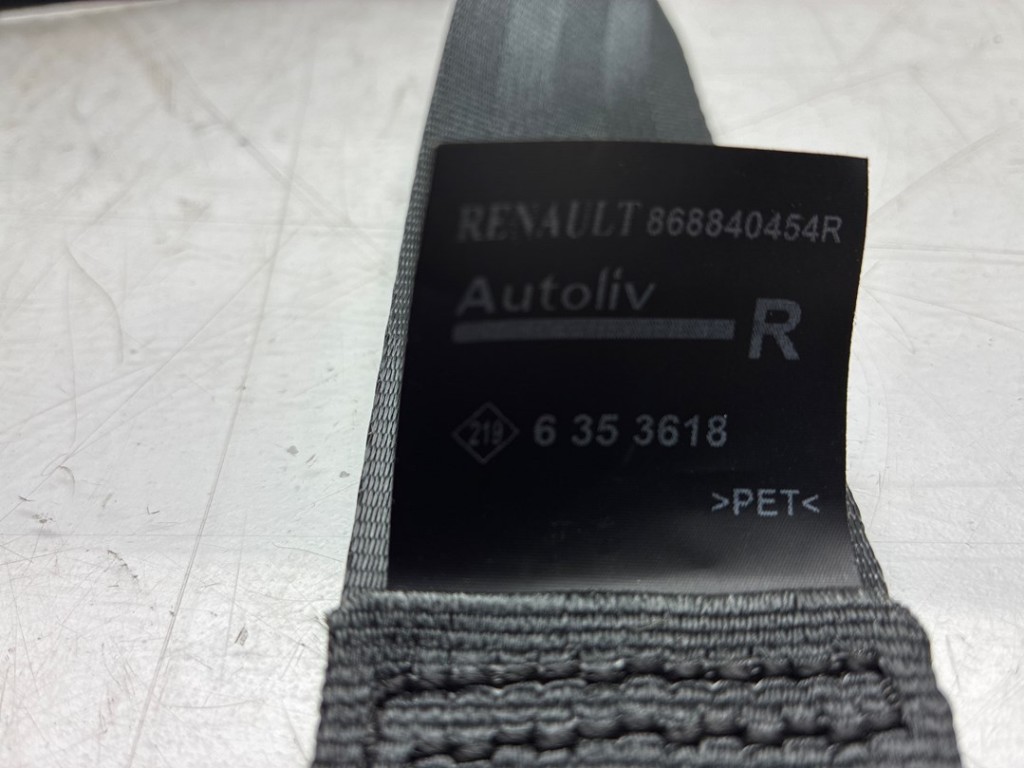 RENAULT 868840454R
Autoliv
R
219 6 35 3618
>PET<